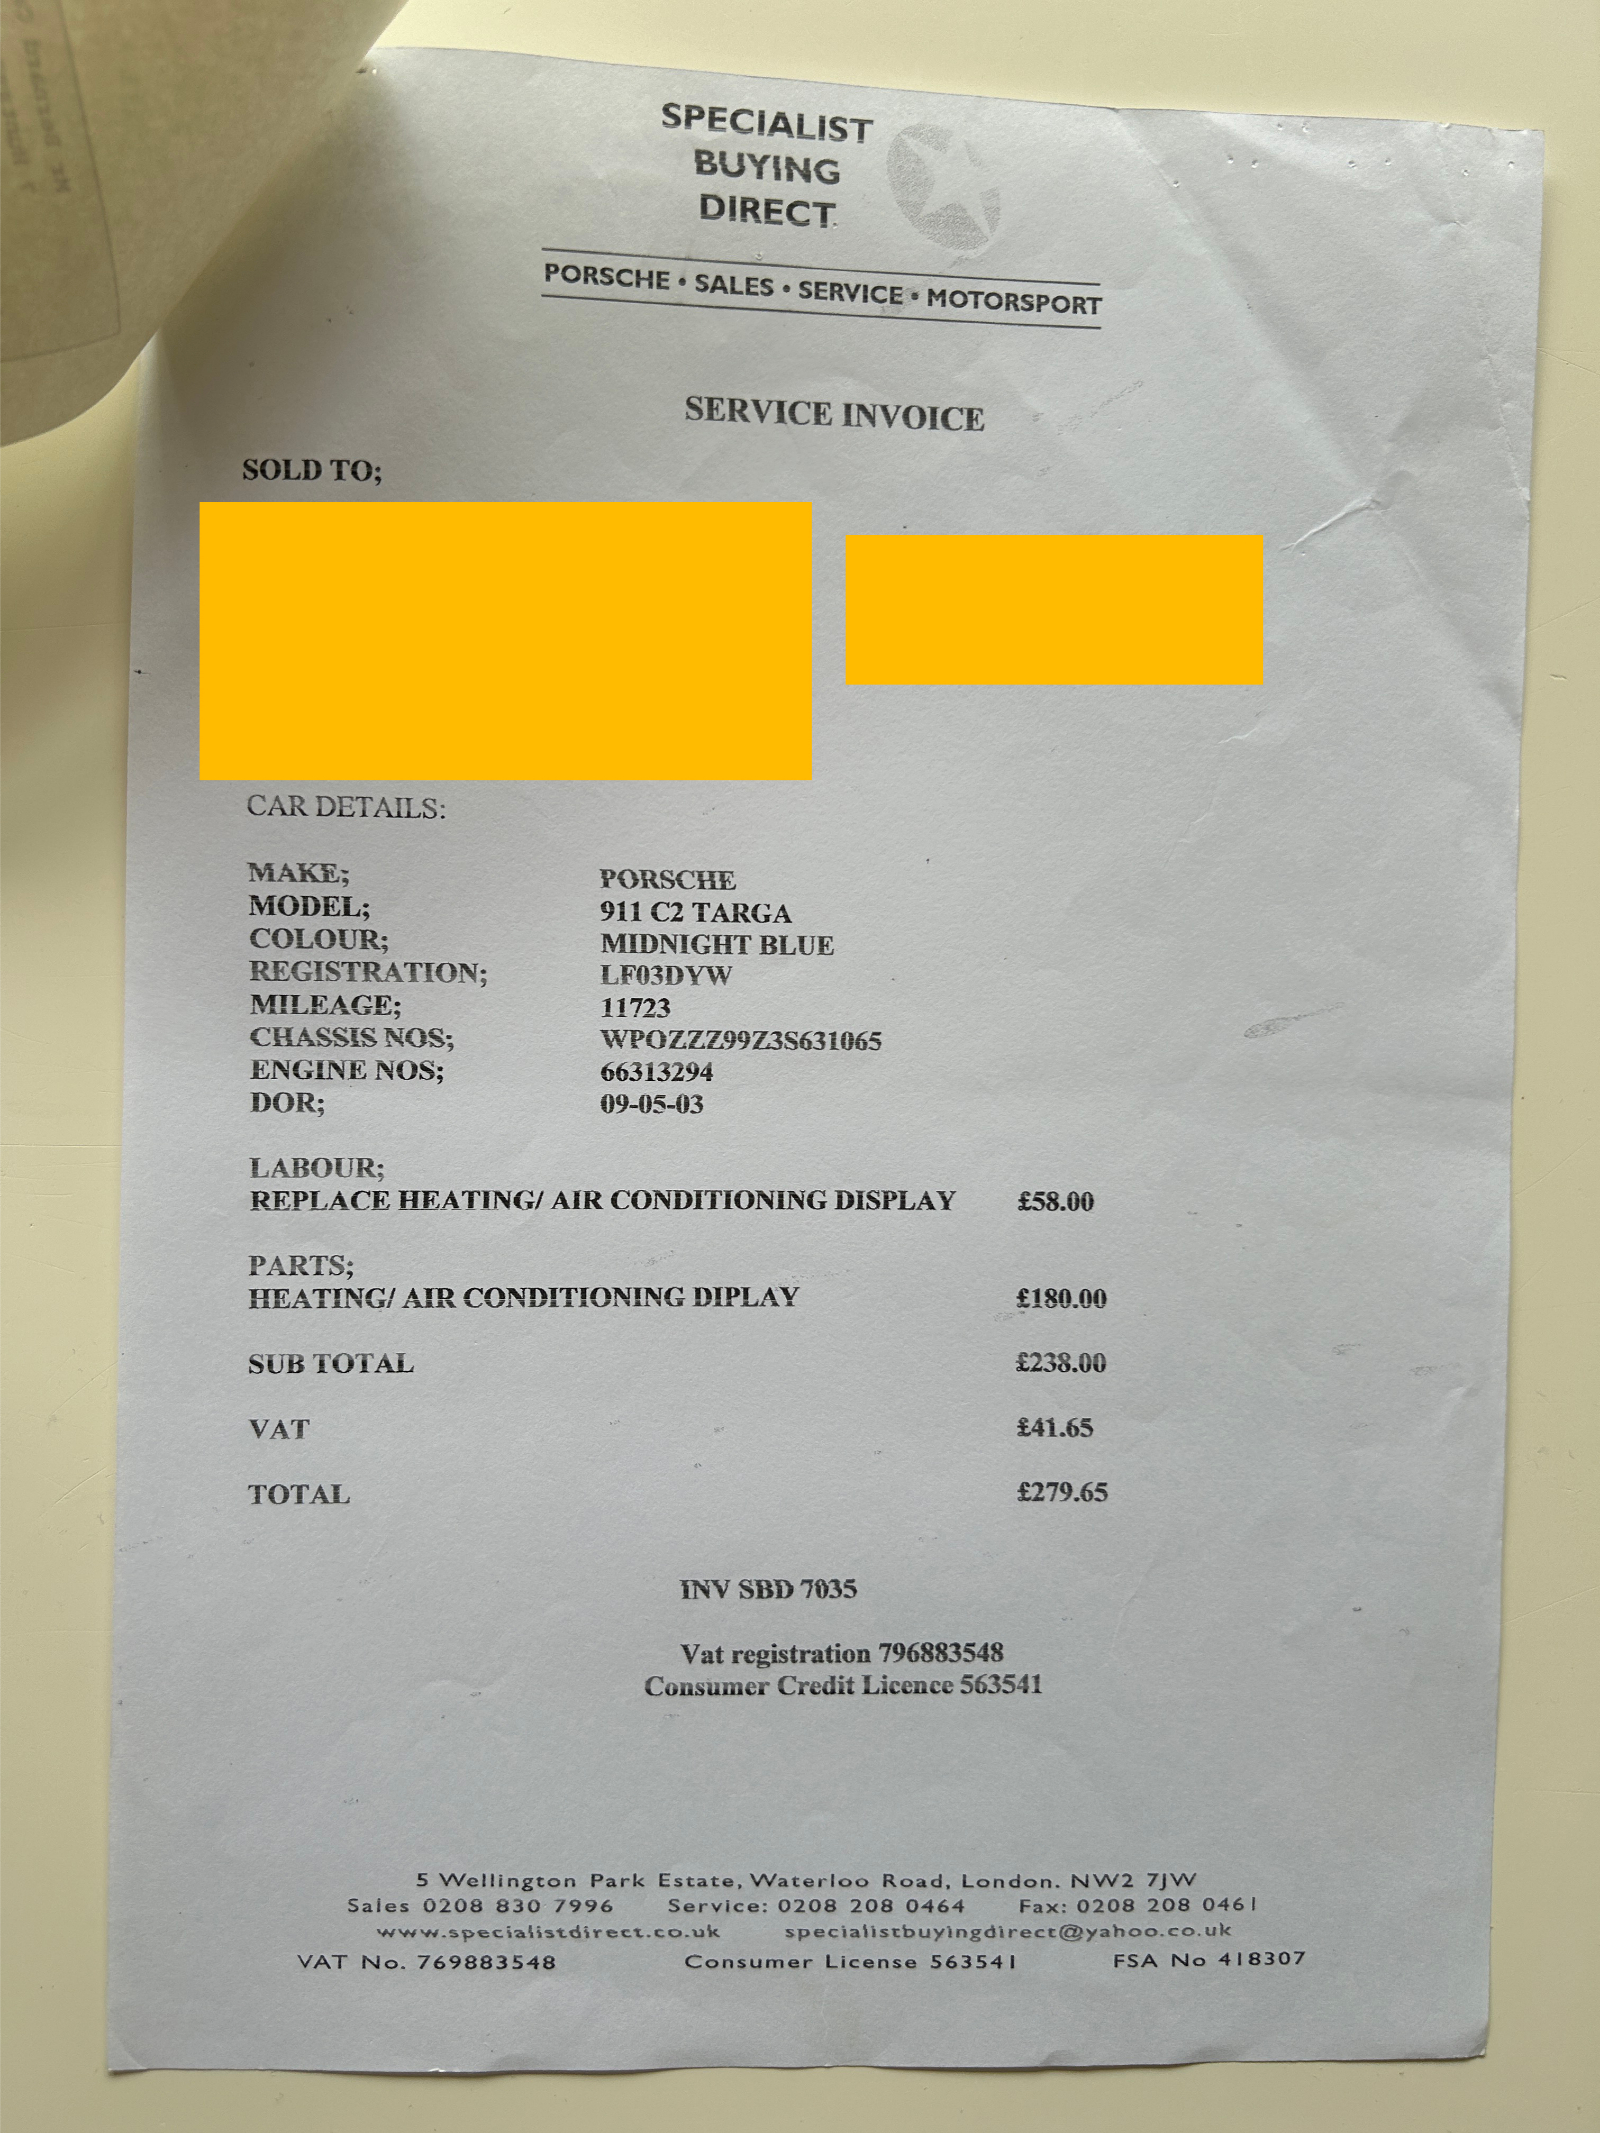 SPECIALIST
BUYING
DIRECT.
PORSCHE • SALES • SERVICE • MOTORSPORT
SERVICE INVOICE
SOLD TO;
CAR DETAILS:
MAKE; PORSCHE
MODEL; 911 C2 TARGA
COLOUR; MIDNIGHT BLUE
REGISTRATION; LF03DYW
MILEAGE; 11723
CHASSIS NOS; WPOZZZ99Z3S631065
ENGINE NOS; 66313294
DOR; 09-05-03
LABOUR;
REPLACE HEATING/ AIR CONDITIONING DISPLAY £58.00
PARTS;
HEATING/ AIR CONDITIONING DIPLAY £180.00
SUB TOTAL £238.00
VAT £41.65
TOTAL £279.65
INV SBD 7035
Vat registration 796883548
Consumer Credit Licence 563541
5 Wellington Park Estate, Waterloo Road, London. NW2 7JW
Sales 0208 830 7996 Service: 0208 208 0464 Fax: 0208 208 0461
www.specialistdirect.co.uk specialistbuyingdirect@yahoo.co.uk
VAT No. 769883548 Consumer License 563541 FSA No 418307